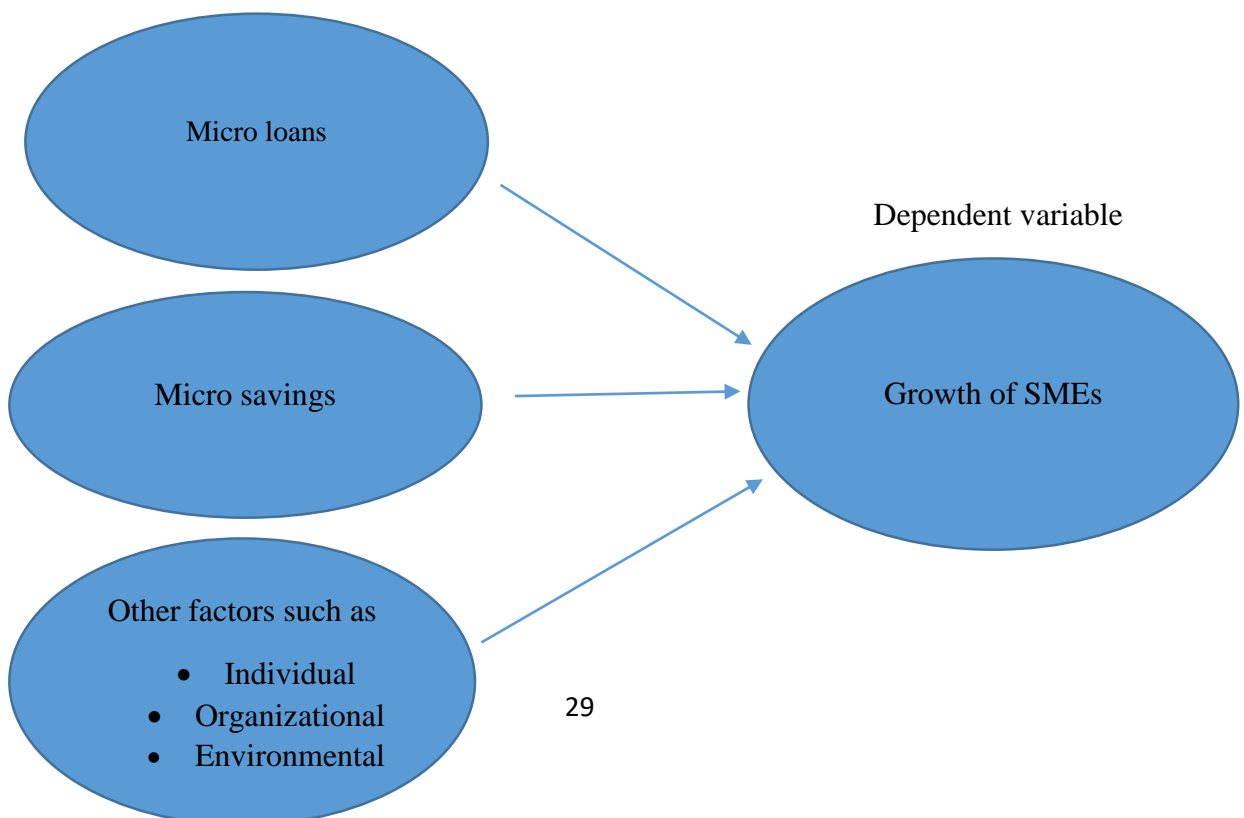 Micro loans
Dependent variable
Micro savings
Growth of SMEs
Other factors such as
• Individual
• Organizational
• Environmental
29